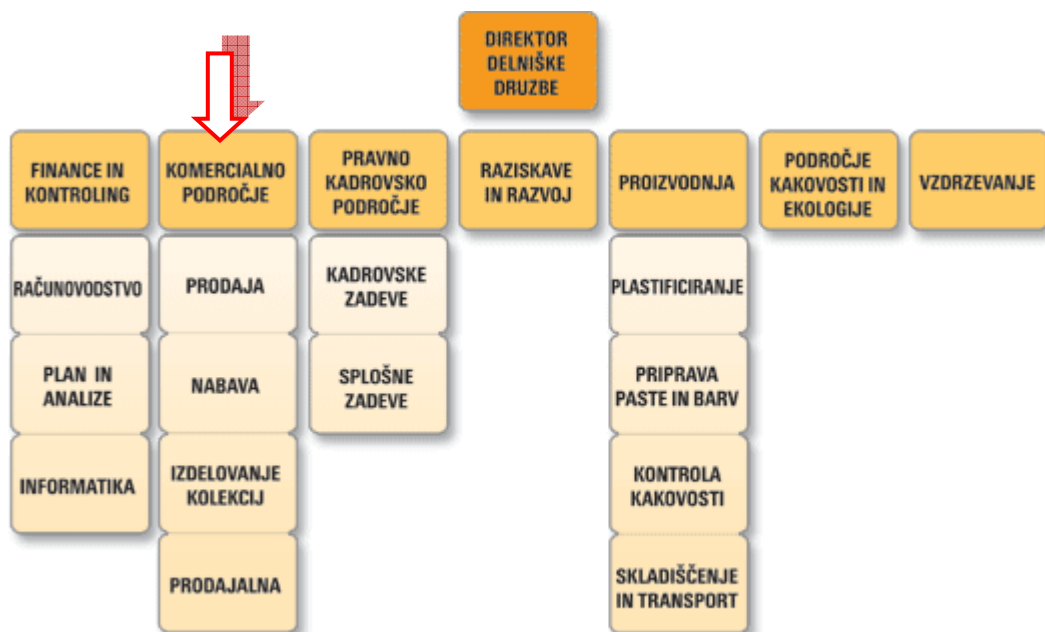 DIREKTOR
DELNIŠKE
DRUZBE
FINANCE IN
KONTROLING
KOMERCIALNO
PODROČJE
PRAVNO
KADROVSKO
PODROČJE
RAZISKAVE
IN RAZVOJ
PROIZVODNJA
PODROČJE
KAKOVOSTI IN
EKOLOGIJE
VZDRZEVANJE
RAČUNOVODSTVO
PLAN IN
ANALIZE
INFORMATIKA
PRODAJA
NABAVA
IZDELOVANJE
KOLEKCIJ
PRODAJALNA
KADROVSKE
ZADEVE
SPLOŠNE
ZADEVE
PLASTIFICIRANJE
PRIPRAVA
PASTE IN BARV
KONTROLA
KAKOVOSTI
SKLADIŠČENJE
IN TRANSPORT